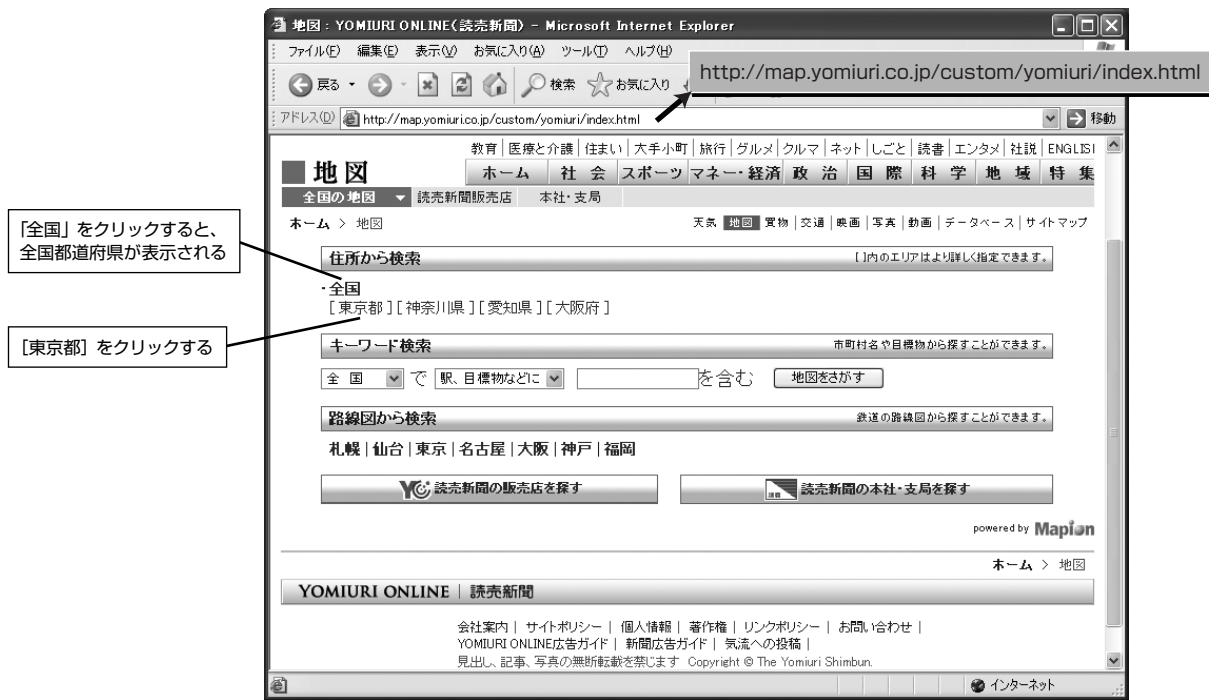 地図 : YOMIURI ONLINE(読売新聞) - Microsoft Internet Explorer
ファイル(F) 編集(E) 表示(V) お気に入り(A) ツール(T) ヘルプ(H)
http://map.yomiuri.co.jp/custom/yomiuri/index.html
戻る 検索 お気に入り
アドレス(D) http://map.yomiuri.co.jp/custom/yomiuri/index.html 移動
教育 | 医療と介護 | 住まい | 大手小町 | 旅行 | グルメ | クルマ | ネット | しごと | 読書 | エンタメ | 社説 | ENGLISI
地図
ホーム 社会 スポーツ マネー・経済 政治 国際 科学 地域 特集
全国の地図 ▼ 読売新聞販売店 本社・支局
ホーム > 地図
天気 地図 買物 | 交通 | 映画 | 写真 | 動画 | データベース | サイトマップ
「全国」をクリックすると、
全国都道府県が表示される
住所から検索 [ ]内のエリアはより詳しく指定できます。
・全国
[ 東京都 ] [ 神奈川県 ] [ 愛知県 ] [ 大阪府 ]
[東京都]をクリックする
キーワード検索 市町村名や目標物から探すことができます。
全国 で 駅、目標物などに を含む 地図をさがす
路線図から検索 鉄道の路線図から探すことができます。
札幌 | 仙台 | 東京 | 名古屋 | 大阪 | 神戸 | 福岡
YC 読売新聞の販売店を探す 読売新聞の本社・支局を探す
powered by Mapion
ホーム > 地図
YOMIURI ONLINE | 読売新聞
会社案内 | サイトポリシー | 個人情報 | 著作権 | リンクポリシー | お問い合わせ |
YOMIURI ONLINE広告ガイド | 新聞広告ガイド | 気流への投稿 |
見出し、記事、写真の無断転載を禁じます Copyright © The Yomiuri Shimbun.
インターネット